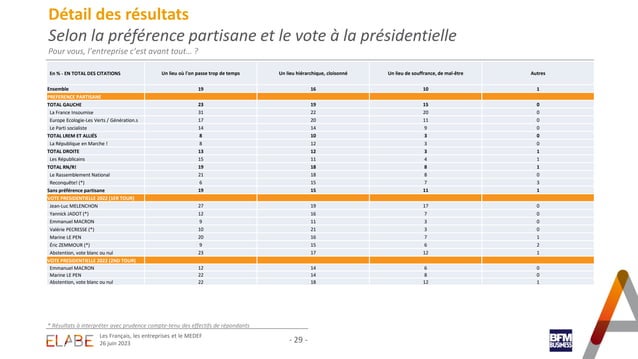 Détail des résultats
Selon la préférence partisane et le vote à la présidentielle
Pour vous, l'entreprise c'est avant tout… ?
En % - EN TOTAL DES CITATIONS Un lieu où l'on passe trop de temps Un lieu hiérarchique, cloisonné Un lieu de souffrance, de mal-être Autres
Ensemble 19 16 10 1
PREFERENCE PARTISANE
TOTAL GAUCHE 23 19 15 0
La France Insoumise 31 22 20 0
Europe Ecologie-Les Verts / Génération.s 17 20 11 0
Le Parti socialiste 14 14 9 0
TOTAL LREM ET ALLIÉS 8 10 3 0
La République en Marche ! 8 12 3 0
TOTAL DROITE 13 12 3 1
Les Républicains 15 11 4 1
TOTAL RN/R! 19 18 8 1
Le Rassemblement National 21 18 8 0
Reconquête! (*) 6 15 7 3
Sans préférence partisane 19 15 11 1
VOTE PRESIDENTIELLE 2022 (1ER TOUR)
Jean-Luc MELENCHON 27 19 17 0
Yannick JADOT (*) 12 16 7 0
Emmanuel MACRON 9 11 3 0
Valérie PECRESSE (*) 10 21 3 0
Marine LE PEN 20 16 7 1
Éric ZEMMOUR (*) 9 15 6 2
Abstention, vote blanc ou nul 23 17 12 1
VOTE PRESIDENTIELLE 2022 (2ND TOUR)
Emmanuel MACRON 12 14 6 0
Marine LE PEN 22 14 8 0
Abstention, vote blanc ou nul 22 18 12 1
* Résultats à interpréter avec prudence compte-tenu des effectifs de répondants
ELABE
Les Français, les entreprises et le MEDEF
26 juin 2023
- 29 -
BFM
BUSINESS